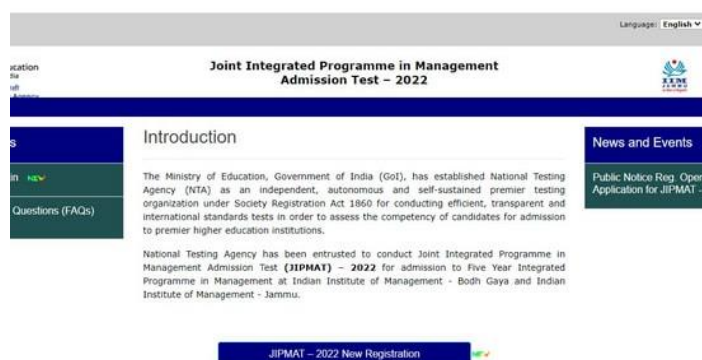 Language: English
ucation
Joint Integrated Programme in Management
Admission Test – 2022
IIM
JAMMU
s
Introduction
News and Events
in NEW
The Ministry of Education, Government of India (GoI), has established National Testing
Agency (NTA) as an independent, autonomous and self-sustained premier testing
organization under Society Registration Act 1860 for conducting efficient, transparent and
international standards tests in order to assess the competency of candidates for admission
to premier higher education institutions.
Public Notice Reg. Oper
Application for JIPMAT -
Questions (FAQs)
National Testing Agency has been entrusted to conduct Joint Integrated Programme in
Management Admission Test (JIPMAT) – 2022 for admission to Five Year Integrated
Programme in Management at Indian Institute of Management - Bodh Gaya and Indian
Institute of Management - Jammu.
JIPMAT – 2022 New Registration